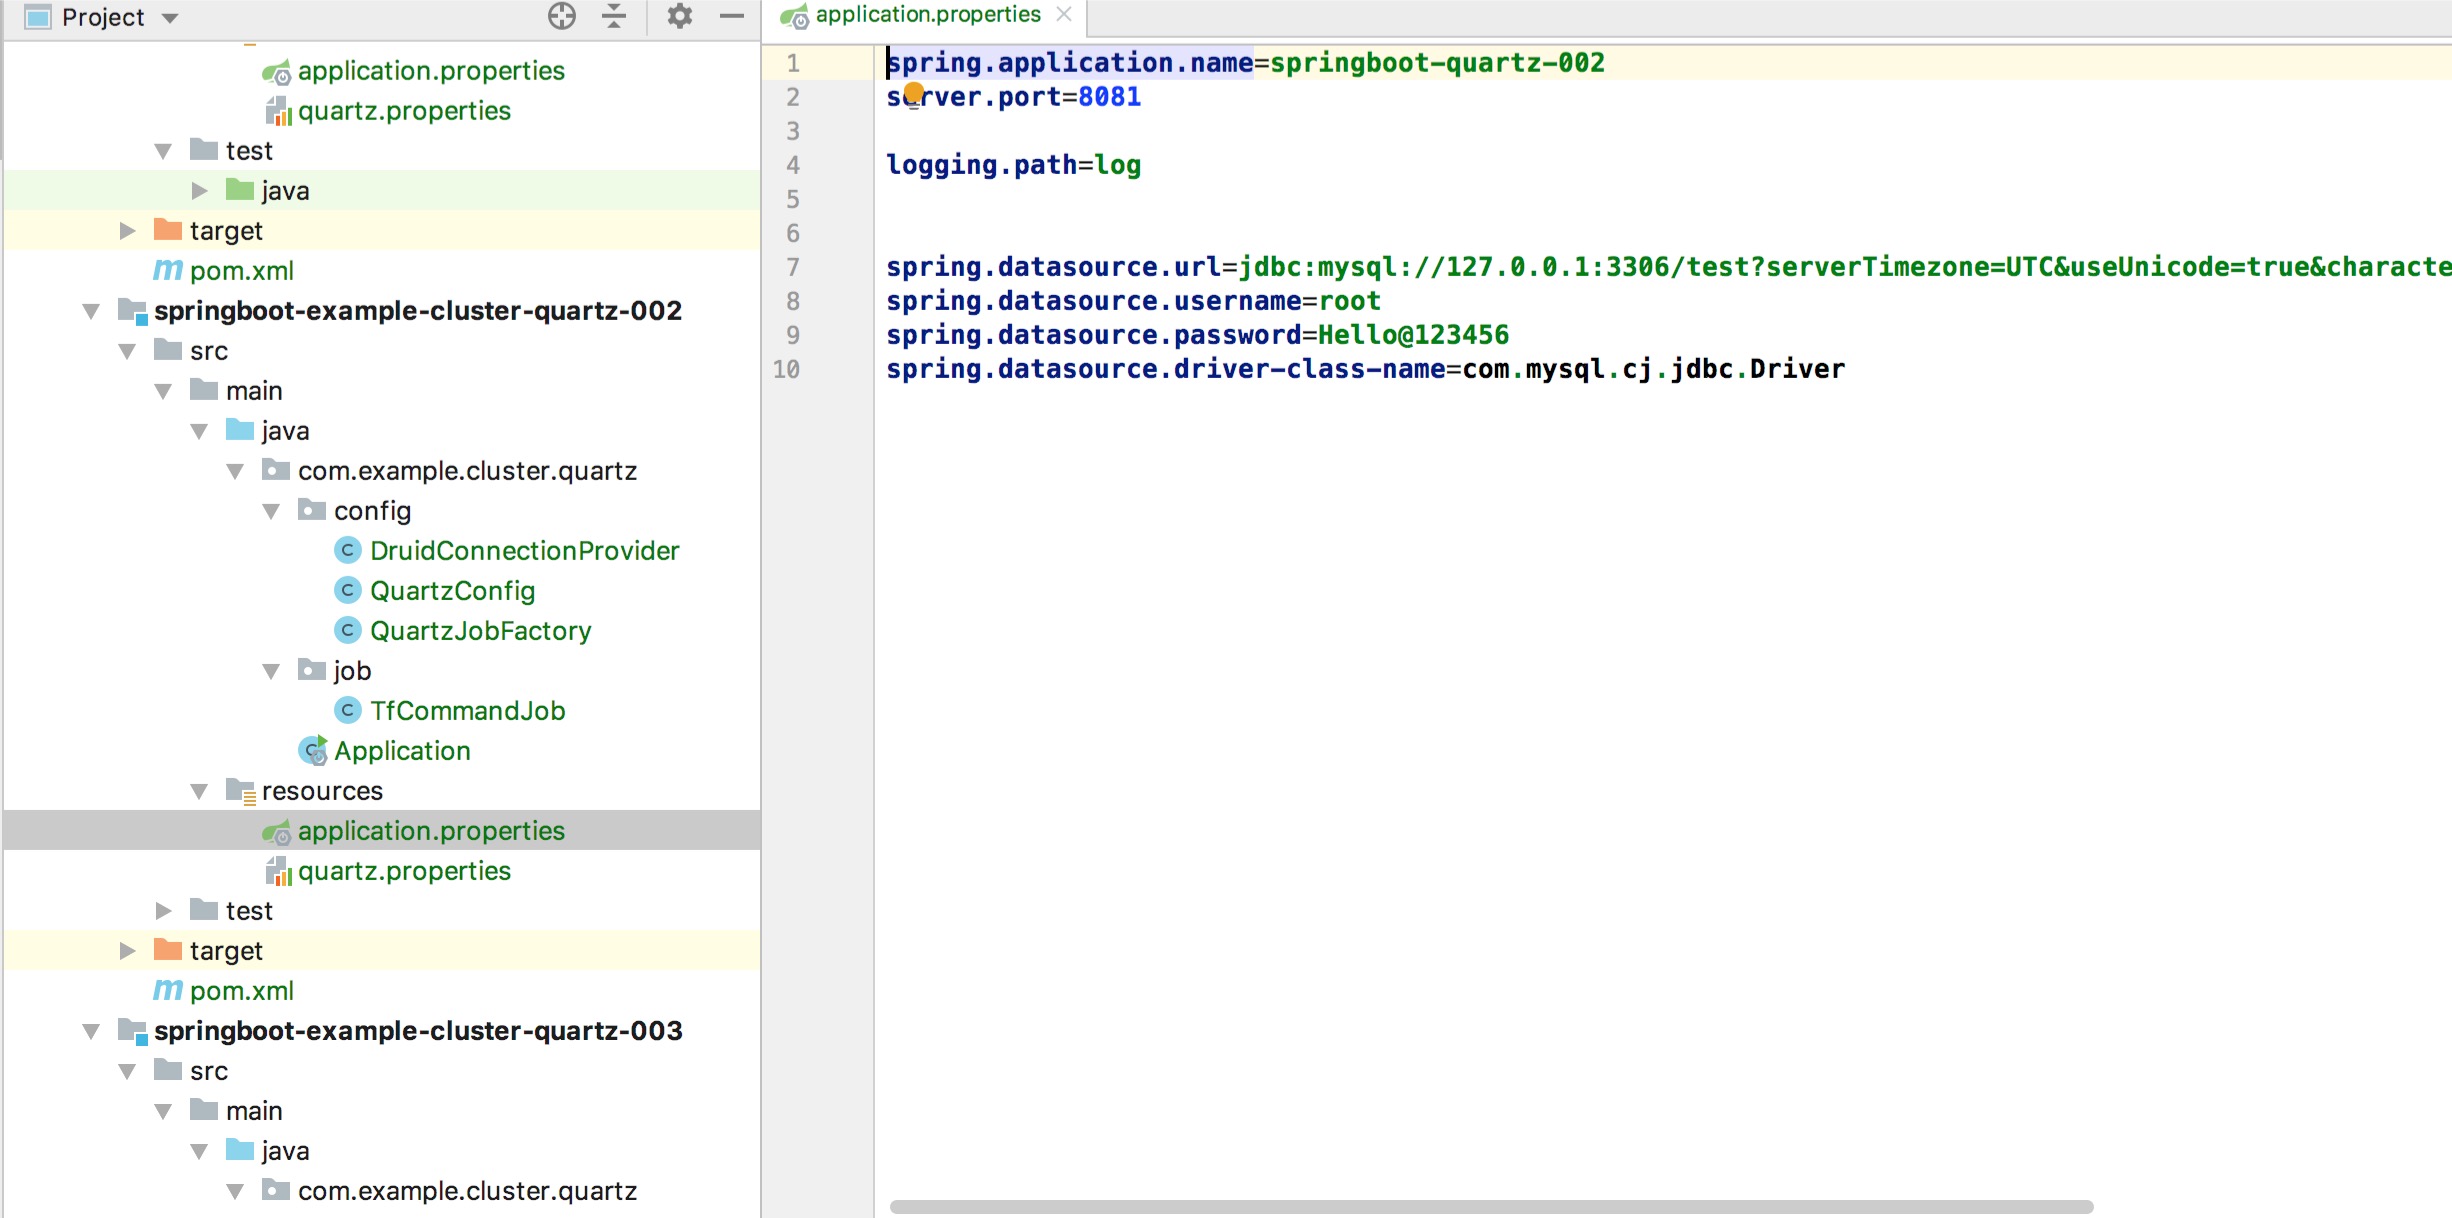 Project
application.properties
quartz.properties
test
java
target
pom.xml
springboot-example-cluster-quartz-002
src
main
java
com.example.cluster.quartz
config
DruidConnectionProvider
QuartzConfig
QuartzJobFactory
job
TfCommandJob
Application
resources
application.properties
quartz.properties
test
target
pom.xml
springboot-example-cluster-quartz-003
src
main
java
com.example.cluster.quartz
application.properties
1 spring.application.name=springboot-quartz-002
2 server.port=8081
3
4 logging.path=log
5
6
7 spring.datasource.url=jdbc:mysql://127.0.0.1:3306/test?serverTimezone=UTC&useUnicode=true&characte
8 spring.datasource.username=root
9 spring.datasource.password=Hello@123456
10 spring.datasource.driver-class-name=com.mysql.cj.jdbc.Driver